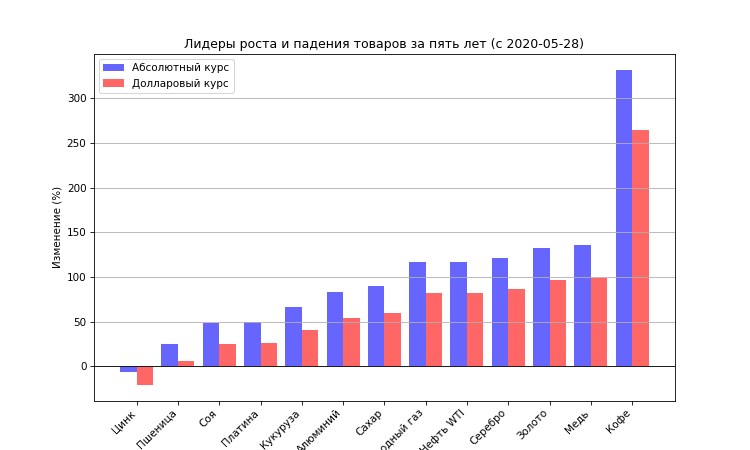 Лидеры роста и падения товаров за пять лет (с 2020-05-28)
Абсолютный курс
Долларовый курс
Изменение (%)
300
250
200
150
100
50
0
Цинк
Пшеница
Соя
Платина
Кукуруза
Алюминий
Сахар
одный газ
Нефть WTI
Серебро
Золото
Медь
Кофе